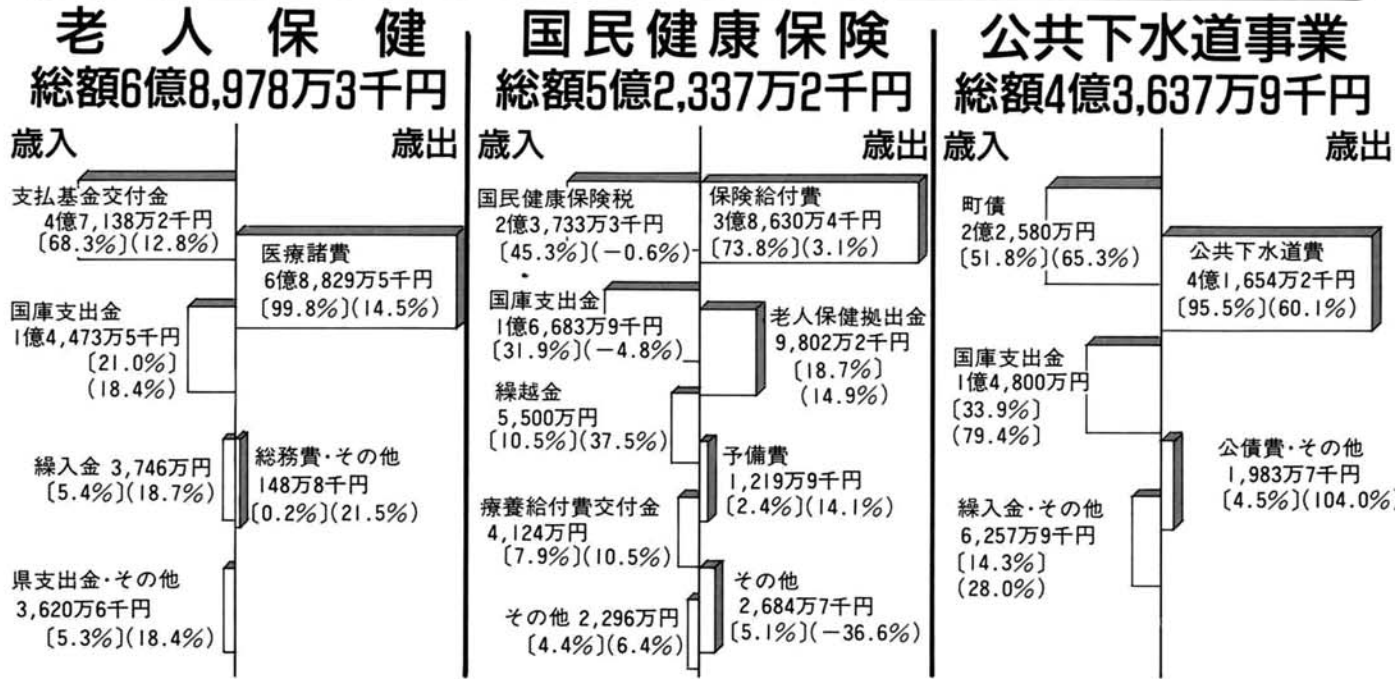 老人保健
総額6億8,978万3千円
歳入
歳出
支払基金交付金
4億7,138万2千円
〔68.3%〕(12.8%)
医療諸費
6億8,829万5千円
〔99.8%〕(14.5%)
国庫支出金
1億4,473万5千円
〔21.0%〕
(18.4%)
繰入金 3,746万円
〔5.4%〕(18.7%)
総務費・その他
148万8千円
〔0.2%〕(21.5%)
県支出金・その他
3,620万6千円
〔5.3%〕(18.4%)
国民健康保険
総額5億2,337万2千円
歳入
歳出
国民健康保険税
2億3,733万3千円
〔45.3%〕(−0.6%)
保険給付費
3億8,630万4千円
〔73.8%〕(3.1%)
国庫支出金
1億6,683万9千円
〔31.9%〕(−4.8%)
老人保健拠出金
9,802万2千円
〔18.7%〕
(14.9%)
繰越金
5,500万円
〔10.5%〕(37.5%)
予備費
1,219万9千円
〔2.4%〕(14.1%)
療養給付費交付金
4,124万円
〔7.9%〕(10.5%)
その他
2,684万7千円
〔5.1%〕(−36.6%)
その他 2,296万円
〔4.4%〕(6.4%)
公共下水道事業
総額4億3,637万9千円
歳入
歳出
町債
2億2,580万円
〔51.8%〕(65.3%)
公共下水道費
4億1,654万2千円
〔95.5%〕(60.1%)
国庫支出金
1億4,800万円
〔33.9%〕
(79.4%)
公債費・その他
1,983万7千円
〔4.5%〕(104.0%)
繰入金・その他
6,257万9千円
〔14.3%〕
(28.0%)